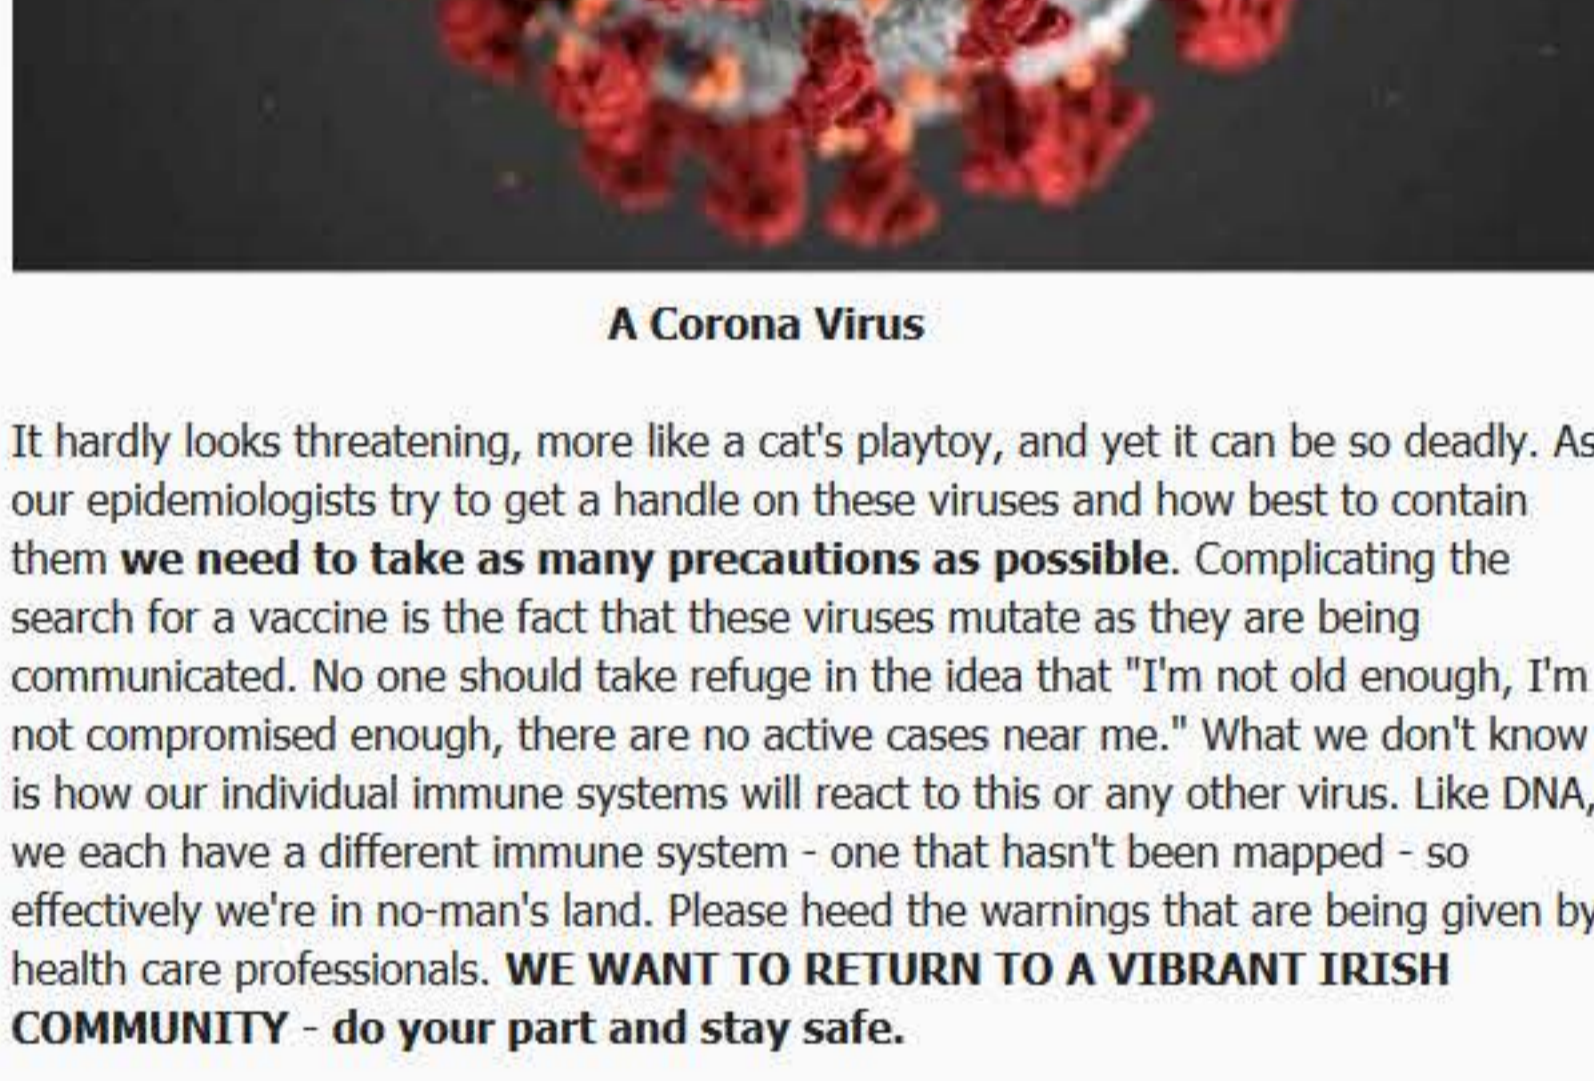 A Corona Virus
It hardly looks threatening, more like a cat's playtoy, and yet it can be so deadly. As
our epidemiologists try to get a handle on these viruses and how best to contain
them we need to take as many precautions as possible. Complicating the
search for a vaccine is the fact that these viruses mutate as they are being
communicated. No one should take refuge in the idea that "I'm not old enough, I'm
not compromised enough, there are no active cases near me." What we don't know
is how our individual immune systems will react to this or any other virus. Like DNA,
we each have a different immune system - one that hasn't been mapped - so
effectively we're in no-man's land. Please heed the warnings that are being given by
health care professionals. WE WANT TO RETURN TO A VIBRANT IRISH
COMMUNITY - do your part and stay safe.